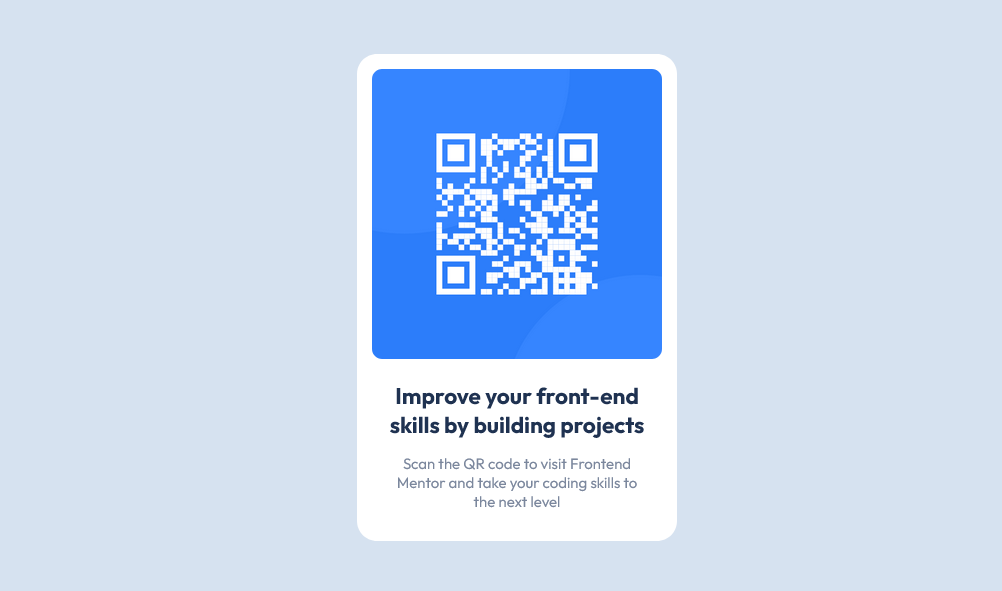 Improve your front-end
skills by building projects
Scan the QR code to visit Frontend
Mentor and take your coding skills to
the next level